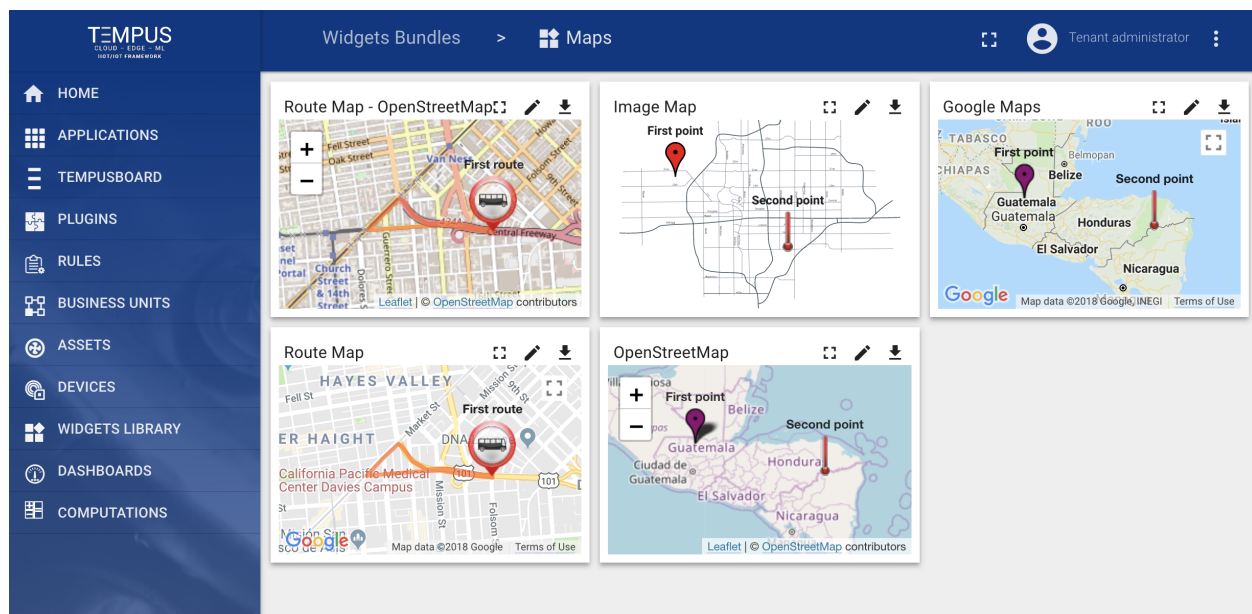 TEMPUS
CLOUD – EDGE – ML
IIOT/IOT FRAMEWORK
Widgets Bundles > Maps
Tenant administrator
HOME
APPLICATIONS
TEMPUSBOARD
PLUGINS
RULES
BUSINESS UNITS
ASSETS
DEVICES
WIDGETS LIBRARY
DASHBOARDS
COMPUTATIONS
Route Map - OpenStreetMap
+
−
Fell Street
Oak Street
Van Ness
First route
Folsom Street
9th Street
Central Freeway
Guerrero Street
Dolores
Church
Street
& 14th
Street
Leaflet | © OpenStreetMap contributors
Image Map
First point
Second point
Google Maps
TABASCO
ROO
CHIAPAS
First point
Belmopan
Belize
Second point
Guatemala
Guatemala
Honduras
El Salvador
Nicaragua
Google
Map data ©2018 Google, INEGI
Terms of Use
Route Map
HAYES VALLEY
Fell St
Mission St
9th St
Market St
First route
ER HAIGHT
DNA
California Pacific Medical
Center Davies Campus
101
101
Mission St
Folsom
St
Google
Map data ©2018 Google
Terms of Use
OpenStreetMap
+
−
First point
Belize
Second point
Guatemala
Ciudad de
Guatemala
Honduras
El Salvador
Nicaragua
Leaflet | © OpenStreetMap contributors